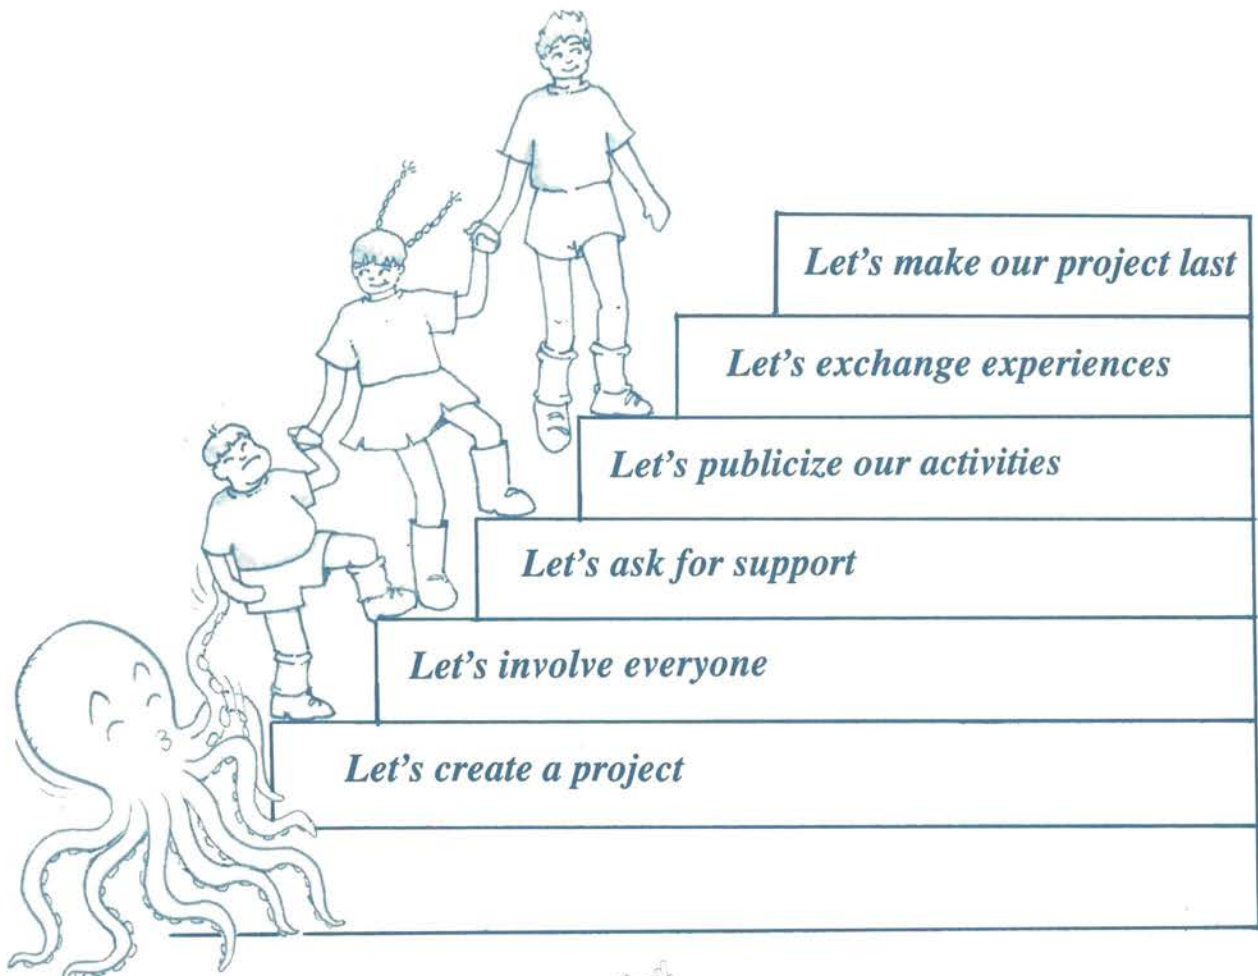 Let's make our project last
Let's exchange experiences
Let's publicize our activities
Let's ask for support
Let's involve everyone
Let's create a project